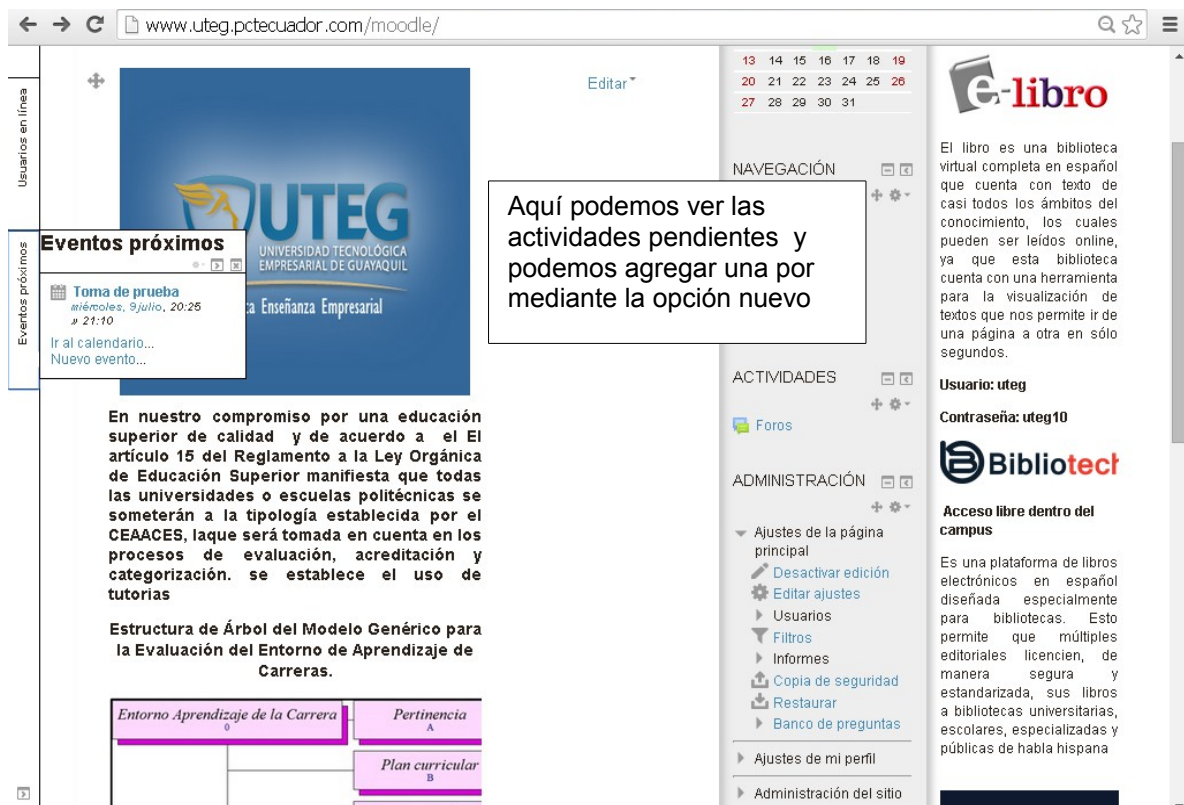 www.uteg.pctecuador.com/moodle/
Usuarios en línea
Eventos próximos
Editar
UTEG
UNIVERSIDAD TECNOLÓGICA
EMPRESARIAL DE GUAYAQUIL
ca Enseñanza Empresarial
Eventos próximos
Toma de prueba
miércoles, 9 julio, 20:25
» 21:10
Ir al calendario...
Nuevo evento...
Aquí podemos ver las
actividades pendientes y
podemos agregar una por
mediante la opción nuevo
En nuestro compromiso por una educación
superior de calidad y de acuerdo a el El
artículo 15 del Reglamento a la Ley Orgánica
de Educación Superior manifiesta que todas
las universidades o escuelas politécnicas se
someterán a la tipología establecida por el
CEAACES, laque será tomada en cuenta en los
procesos de evaluación, acreditación y
categorización. se establece el uso de
tutorias
Estructura de Árbol del Modelo Genérico para
la Evaluación del Entorno de Aprendizaje de
Carreras.
Entorno Aprendizaje de la Carrera
0
Pertinencia
A
Plan curricular
B
13 14 15 16 17 18 19
20 21 22 23 24 25 26
27 28 29 30 31
NAVEGACIÓN
ACTIVIDADES
Foros
ADMINISTRACIÓN
Ajustes de la página
principal
Desactivar edición
Editar ajustes
Usuarios
Filtros
Informes
Copia de seguridad
Restaurar
Banco de preguntas
Ajustes de mi perfil
Administración del sitio
e-libro
El libro es una biblioteca
virtual completa en español
que cuenta con texto de
casi todos los ámbitos del
conocimiento, los cuales
pueden ser leídos online,
ya que esta biblioteca
cuenta con una herramienta
para la visualización de
textos que nos permite ir de
una página a otra en sólo
segundos.
Usuario: uteg
Contraseña: uteg10
Bibliotech
Acceso libre dentro del
campus
Es una plataforma de libros
electrónicos en español
diseñada especialmente
para bibliotecas. Esto
permite que múltiples
editoriales licencien, de
manera segura y
estandarizada, sus libros
a bibliotecas universitarias,
escolares, especializadas y
públicas de habla hispana